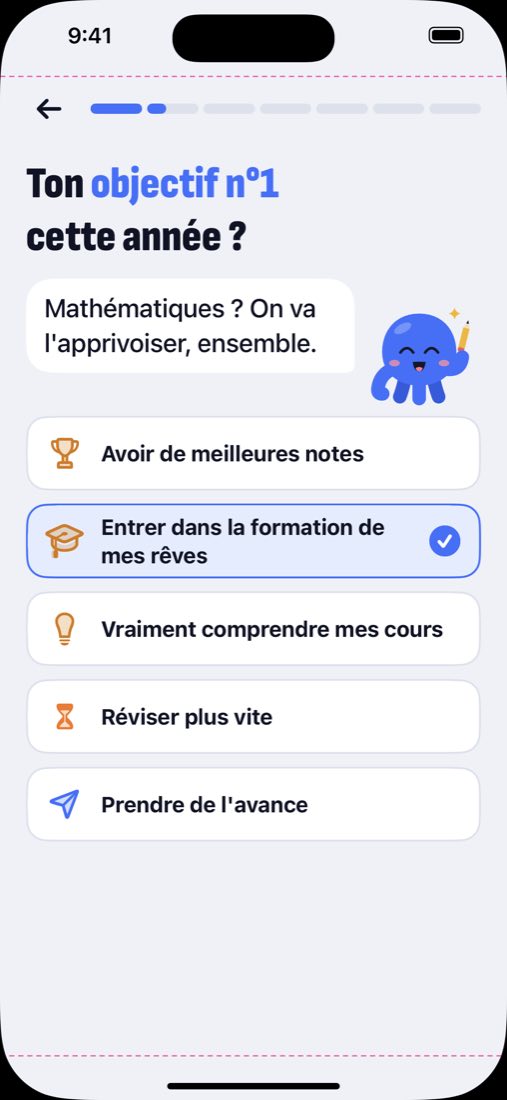 9:41
Ton objectif n°1
cette année ?
Mathématiques ? On va
l'apprivoiser, ensemble.
Avoir de meilleures notes
Entrer dans la formation de
mes rêves
Vraiment comprendre mes cours
Réviser plus vite
Prendre de l'avance